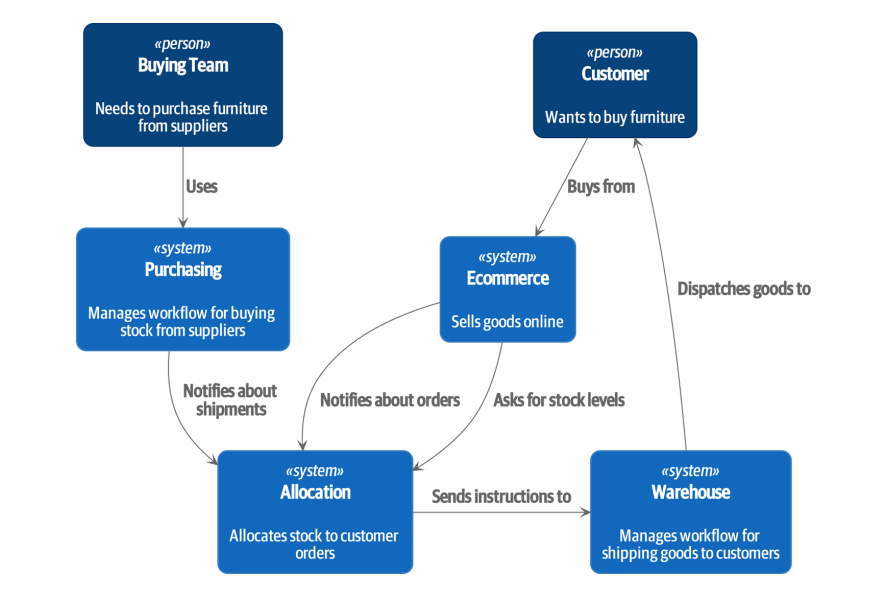 «person»
Buying Team
Needs to purchase furniture
from suppliers
«person»
Customer
Wants to buy furniture
Uses
Buys from
«system»
Purchasing
Manages workflow for buying
stock from suppliers
«system»
Ecommerce
Sells goods online
Dispatches goods to
Notifies about
shipments
Notifies about orders
Asks for stock levels
«system»
Allocation
Allocates stock to customer
orders
Sends instructions to
«system»
Warehouse
Manages workflow for
shipping goods to customers